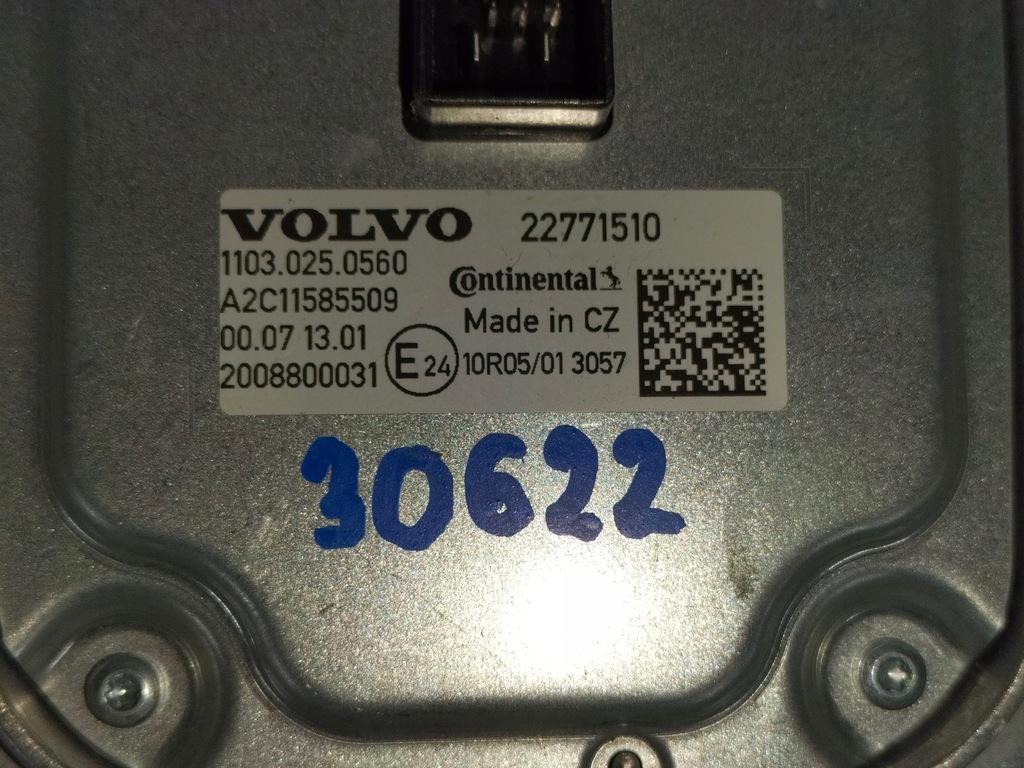 VOLVO 22771510
1103.025.0560
Continental
A2C11585509
Made in CZ
00.07 13.01
E24 10R05/01 3057
2008800031
30622